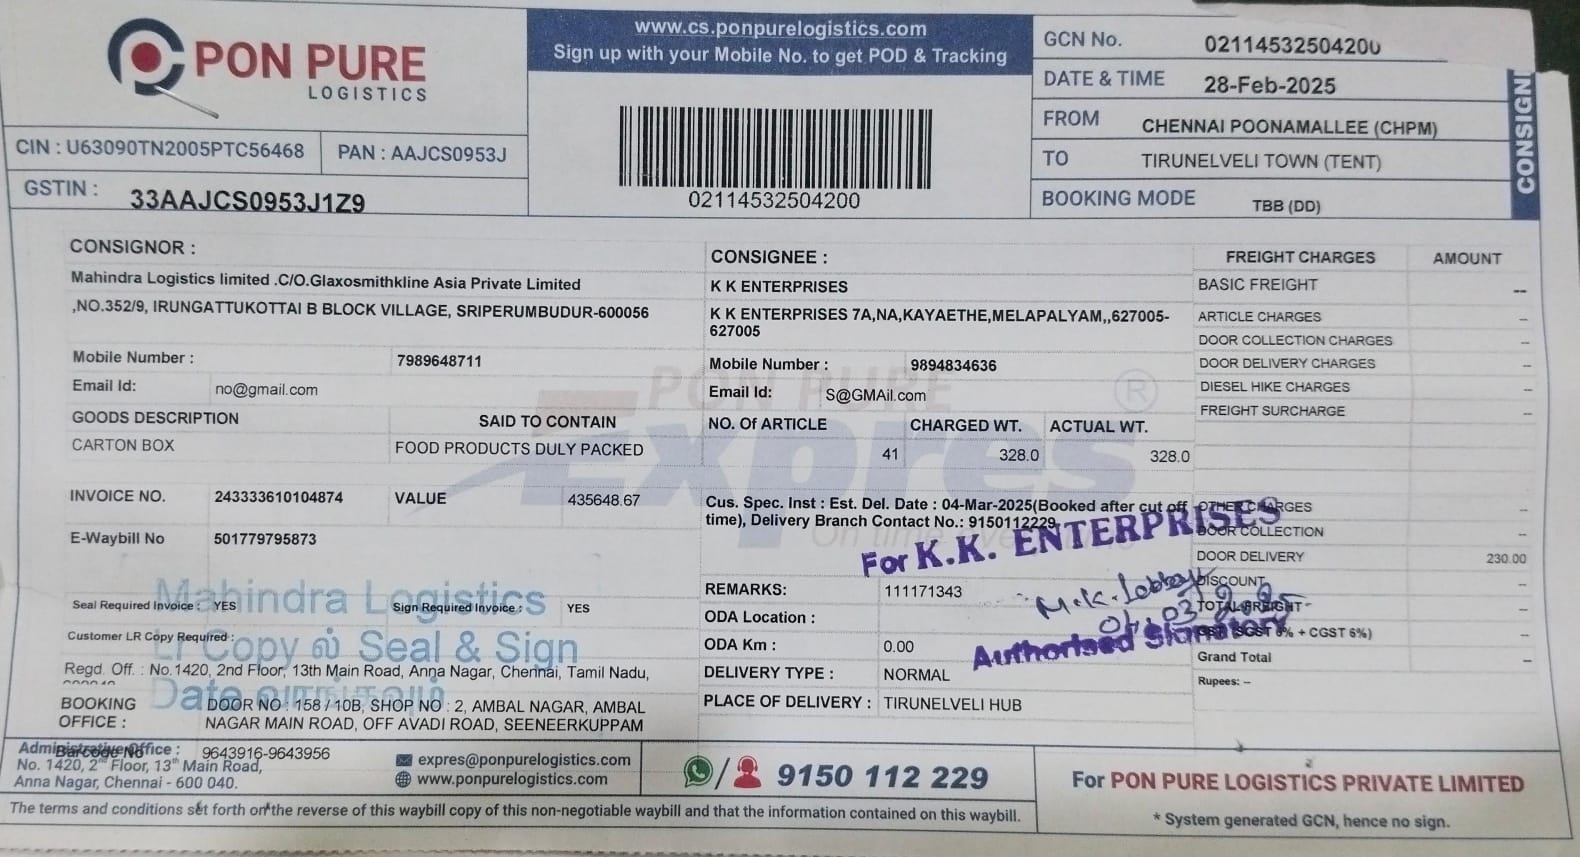 PON PURE
LOGISTICS
CIN : U63090TN2005PTC56468
PAN : AAJCS0953J
GSTIN : 33AAJCS0953J1Z9
www.cs.ponpurelogistics.com
Sign up with your Mobile No. to get POD & Tracking
02114532504200
GCN No. 02114532504200
DATE & TIME 28-Feb-2025
FROM CHENNAI POONAMALLEE (CHPM)
TO TIRUNELVELI TOWN (TENT)
BOOKING MODE TBB (DD)
CONSIGN
CONSIGNOR :
Mahindra Logistics limited .C/O.Glaxosmithkline Asia Private Limited
,NO.352/9, IRUNGATTUKOTTAI B BLOCK VILLAGE, SRIPERUMBUDUR-600056
Mobile Number : 7989648711
Email Id: no@gmail.com
CONSIGNEE :
K K ENTERPRISES
K K ENTERPRISES 7A,NA,KAYAETHE,MELAPALYAM,,627005-
627005
Mobile Number : 9894834636
Email Id: S@GMAil.com
GOODS DESCRIPTION SAID TO CONTAIN NO. Of ARTICLE CHARGED WT. ACTUAL WT.
CARTON BOX FOOD PRODUCTS DULY PACKED 41 328.0 328.0
PON PURE
Expres
®
INVOICE NO. 243333610104874 VALUE 435648.67
E-Waybill No 501779795873
Cus. Spec. Inst : Est. Del. Date : 04-Mar-2025(Booked after cut off
time), Delivery Branch Contact No.: 9150112229
On time
Seal Required Invoice : YES Sign Required Invoice : YES
Customer LR Copy Required :
Mahindra Logistics
Lr Copy ல் Seal & Sign
Date வாங்கவும்
Regd. Off. : No.1420, 2nd Floor, 13th Main Road, Anna Nagar, Chennai, Tamil Nadu,
BOOKING OFFICE : DOOR NO : 158 / 10B, SHOP NO : 2, AMBAL NAGAR, AMBAL
NAGAR MAIN ROAD, OFF AVADI ROAD, SEENEERKUPPAM
REMARKS: 111171343
ODA Location :
ODA Km : 0.00
DELIVERY TYPE : NORMAL
PLACE OF DELIVERY : TIRUNELVELI HUB
For K.K. ENTERPRISES
Authorised Signatory
FREIGHT CHARGES AMOUNT
BASIC FREIGHT --
ARTICLE CHARGES --
DOOR COLLECTION CHARGES --
DOOR DELIVERY CHARGES --
DIESEL HIKE CHARGES --
FREIGHT SURCHARGE --
OTHER CHARGES --
DOOR COLLECTION --
DOOR DELIVERY 230.00
DISCOUNT --
TOTAL FREIGHT --
(SGST 6% + CGST 6%) --
Grand Total --
Rupees: --
Administrative Office :
Barcode No 9643916-9643956
No. 1420, 2nd Floor, 13th Main Road,
Anna Nagar, Chennai - 600 040.
expres@ponpurelogistics.com
www.ponpurelogistics.com
/ 9150 112 229
For PON PURE LOGISTICS PRIVATE LIMITED
* System generated GCN, hence no sign.
The terms and conditions set forth on the reverse of this waybill copy of this non-negotiable waybill and that the information contained on this waybill.